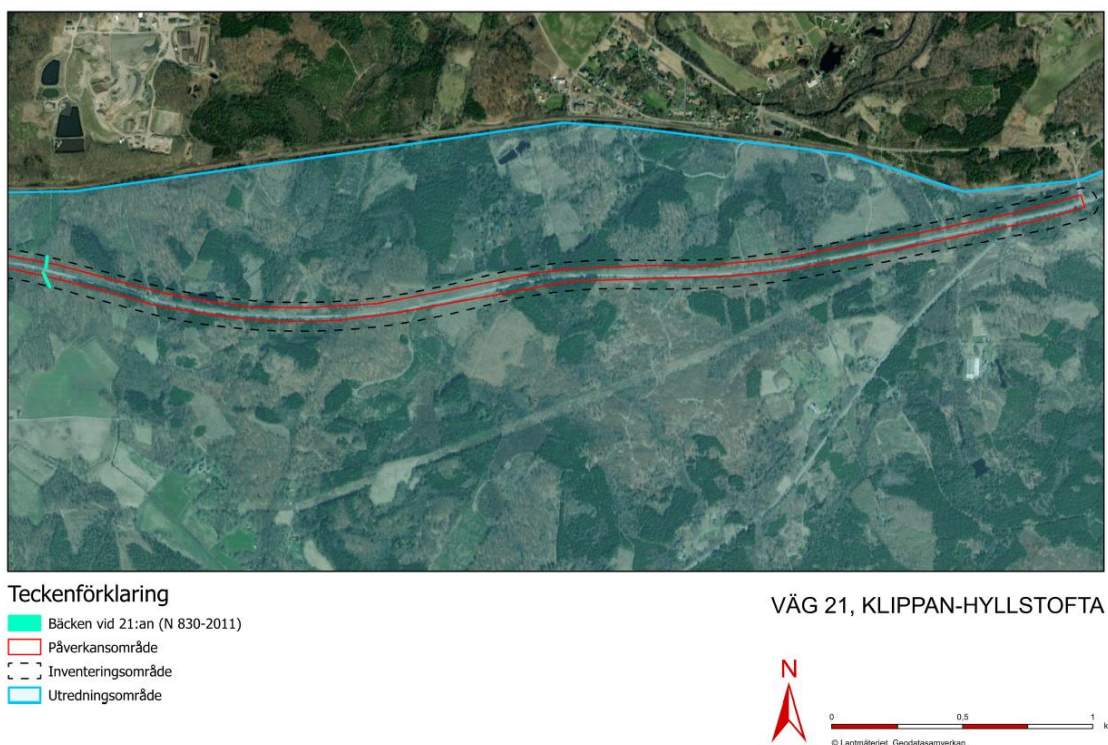 Teckenförklaring
Bäcken vid 21:an (N 830-2011)
Påverkansområde
Inventeringsområde
Utredningsområde
VÄG 21, KLIPPAN-HYLLSTOFTA
N
0 0,5 1
k
© Lantmäteriet, Geodatasamverkan